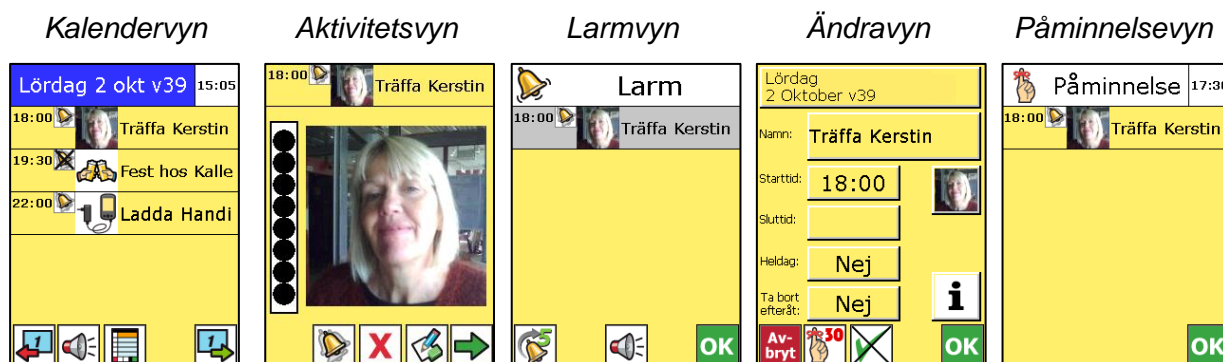 Kalendervyn
Aktivitetsvyn
Larmvyn
Ändravyn
Påminnelsevyn
Lördag 2 okt v39 15:05
18:00 Träffa Kerstin
19:30 Fest hos Kalle
22:00 Ladda Handi
1
1
18:00 Träffa Kerstin
Larm
18:00 Träffa Kerstin
5
OK
Lördag
2 Oktober v39
Namn: Träffa Kerstin
Starttid: 18:00
Sluttid:
Heldag: Nej
Ta bort
efteråt: Nej
i
Av-
bryt
30
OK
Påminnelse 17:30
18:00 Träffa Kerstin
OK